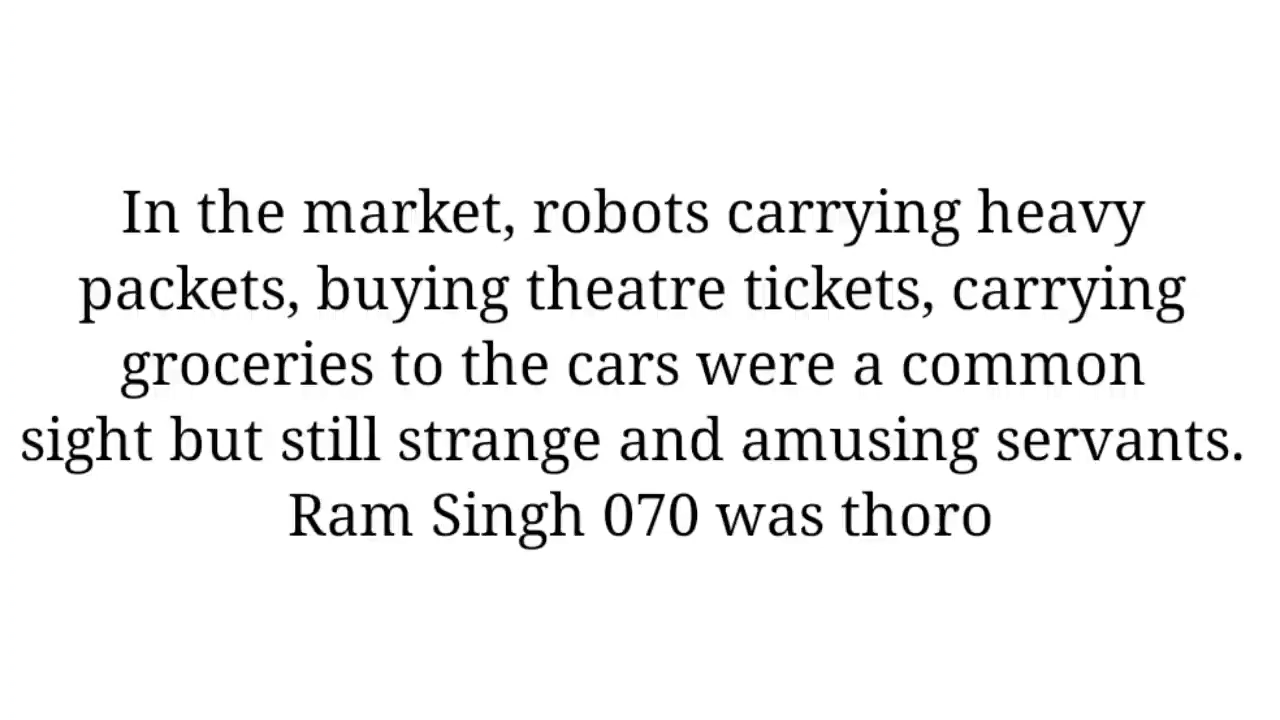 In the market, robots carrying heavy
packets, buying theatre tickets, carrying
groceries to the cars were a common
sight but still strange and amusing servants.
Ram Singh 070 was thoro